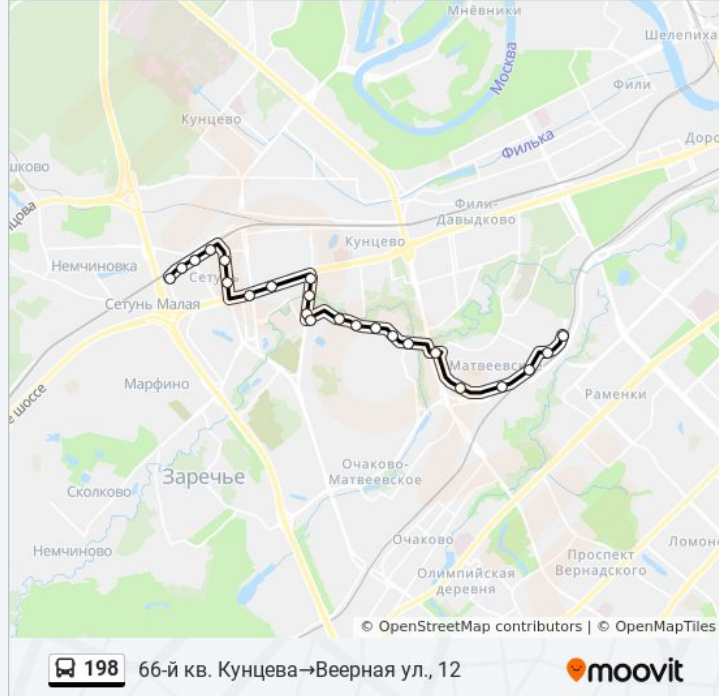 Мнёвники
Шелепиха
Москва
Фили
Кунцево
Филька
Доро
шково
нцова
Фили-
Давыдково
Кунцево
Немчиновка
Сетунь
Сетунь Малая
Матвеевское
Марфино
Раменки
е шоссе
Очаково-
Матвеевское
Заречье
Сколково
Ломоно
Очаково
Немчиново
Проспект
Вернадского
Олимпийская
деревня
© OpenStreetMap contributors | © OpenMapTiles
198 66-й кв. Кунцева→Веерная ул., 12
moovit